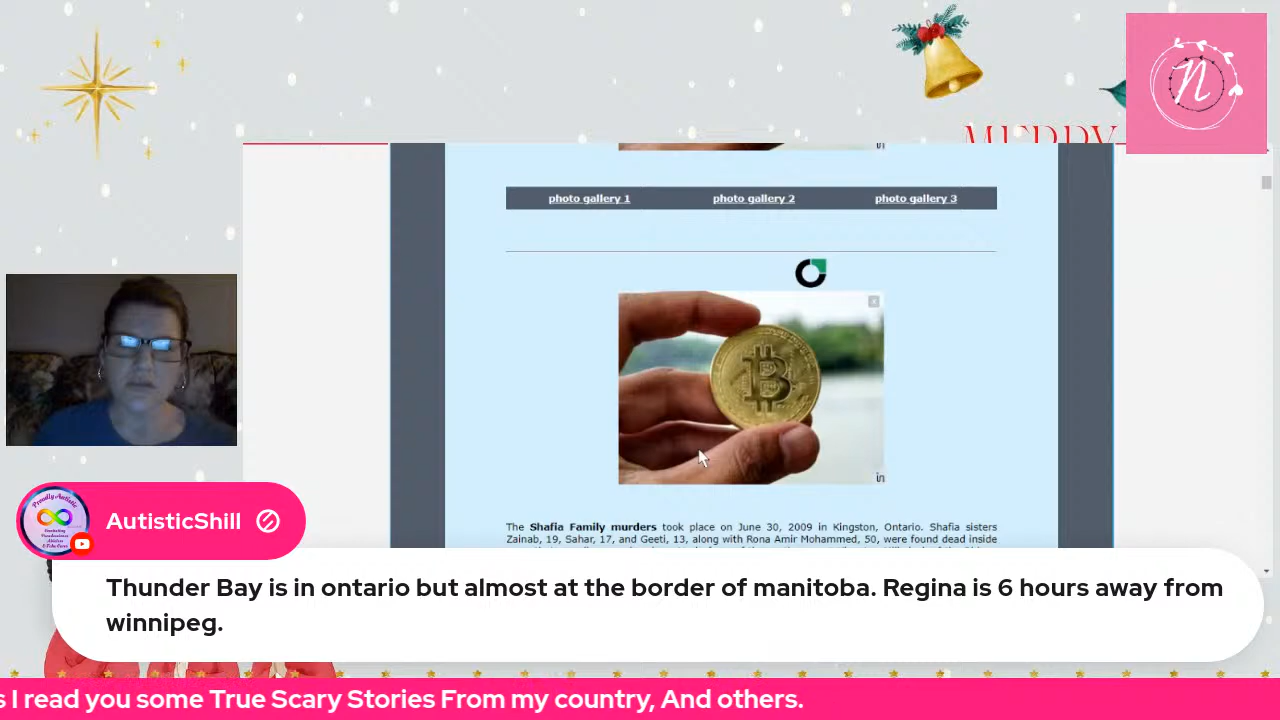 MERRY
n
photo gallery 1 photo gallery 2 photo gallery 3
The Shafia Family murders took place on June 30, 2009 in Kingston, Ontario. Shafia sisters
Zainab, 19, Sahar, 17, and Geeti, 13, along with Rona Amir Mohammed, 50, were found dead inside
Proudly Autistic
AutisticShill
Thunder Bay is in ontario but almost at the border of manitoba. Regina is 6 hours away from
winnipeg.
s I read you some True Scary Stories From my country, And others.